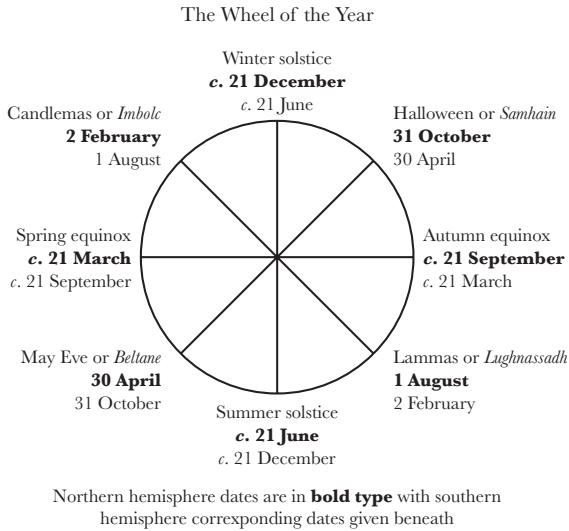 The Wheel of the Year
Winter solstice
c. 21 December
c. 21 June
Candlemas or Imbolc
2 February
1 August
Halloween or Samhain
31 October
30 April
Spring equinox
c. 21 March
c. 21 September
Autumn equinox
c. 21 September
c. 21 March
May Eve or Beltane
30 April
31 October
Lammas or Lughnassadh
1 August
2 February
Summer solstice
c. 21 June
c. 21 December
Northern hemisphere dates are in bold type with southern
hemisphere correxponding dates given beneath